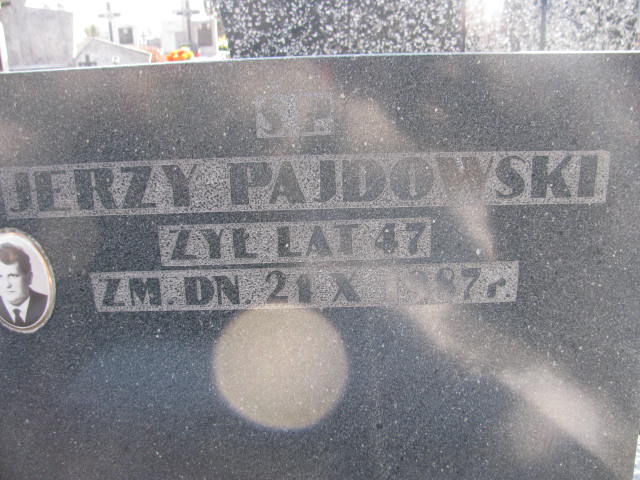 Ś.P.
JERZY PAJDOWSKI
ŻYŁ LAT 47
ZM. DN. 21 X 1987 r.